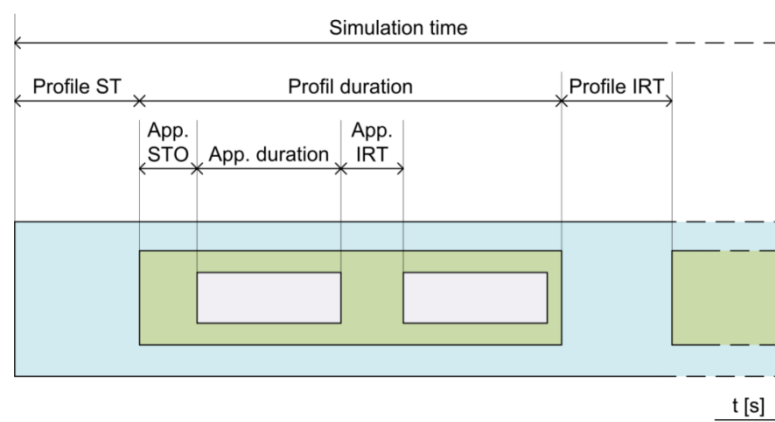 Simulation time
Profile ST
Profil duration
Profile IRT
App.
STO
App. duration
App.
IRT
t [s]